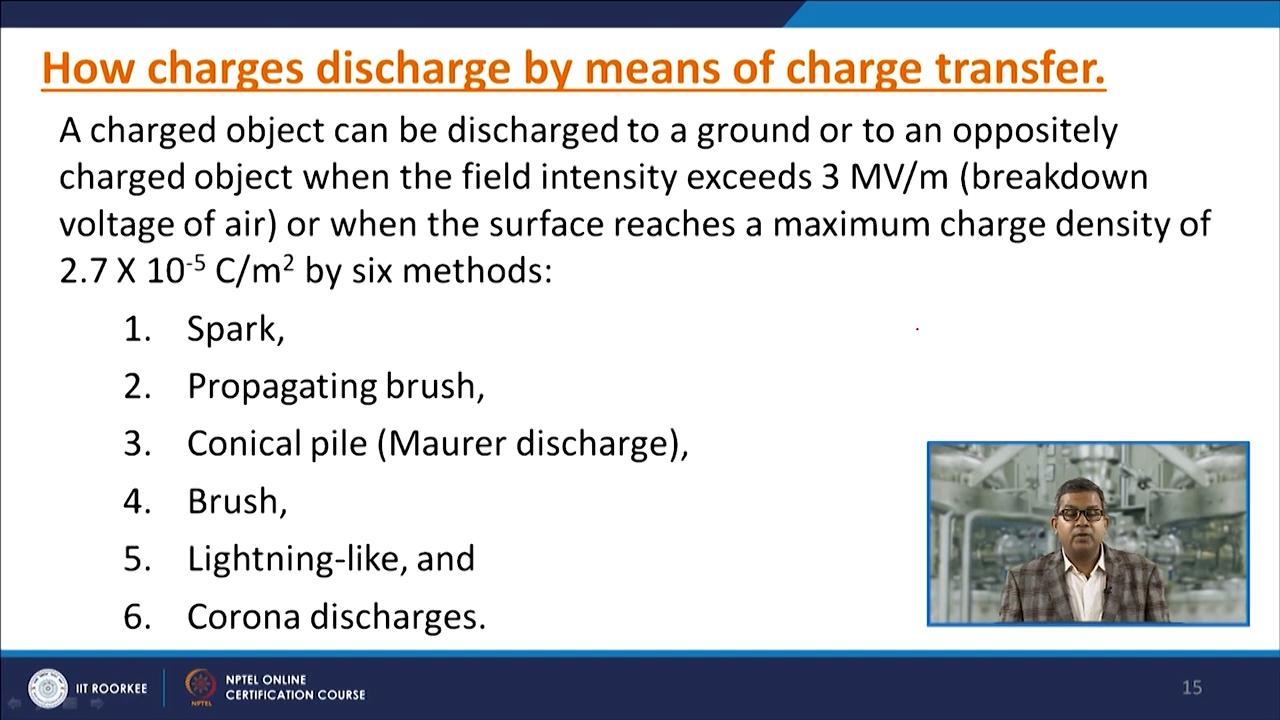 How charges discharge by means of charge transfer.
A charged object can be discharged to a ground or to an oppositely
charged object when the field intensity exceeds 3 MV/m (breakdown
voltage of air) or when the surface reaches a maximum charge density of
2.7 X 10⁻⁵ C/m² by six methods:
1. Spark,
2. Propagating brush,
3. Conical pile (Maurer discharge),
4. Brush,
5. Lightning-like, and
6. Corona discharges.
IIT ROORKEE
NPTEL
NPTEL ONLINE
CERTIFICATION COURSE
15